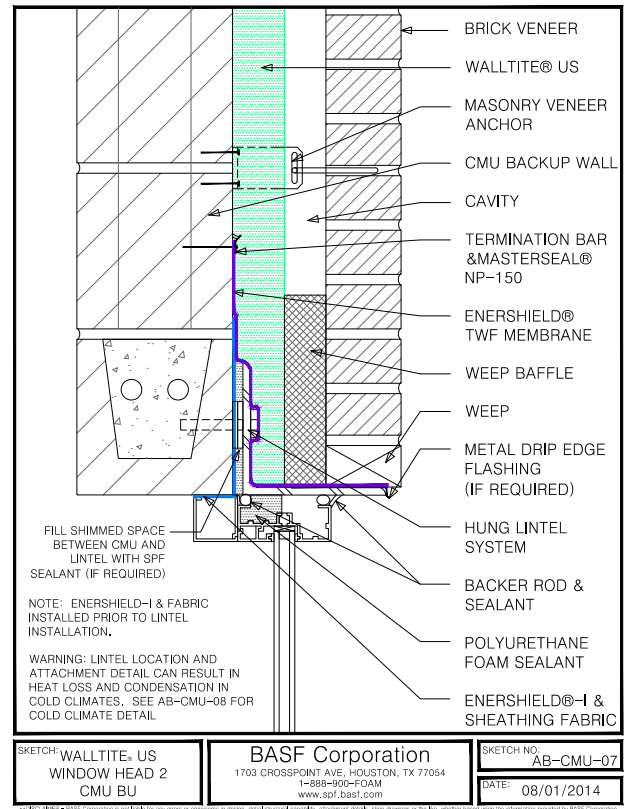 BRICK VENEER
WALLTITE® US
MASONRY VENEER
ANCHOR
CMU BACKUP WALL
CAVITY
TERMINATION BAR
&MASTERSEAL®
NP-150
ENERSHIELD®
TWF MEMBRANE
WEEP BAFFLE
WEEP
METAL DRIP EDGE
FLASHING
(IF REQUIRED)
HUNG LINTEL
SYSTEM
BACKER ROD &
SEALANT
POLYURETHANE
FOAM SEALANT
ENERSHIELD®-I &
SHEATHING FABRIC
FILL SHIMMED SPACE
BETWEEN CMU AND
LINTEL WITH SPF
SEALANT (IF REQUIRED)
NOTE: ENERSHIELD-I & FABRIC
INSTALLED PRIOR TO LINTEL
INSTALLATION.
WARNING: LINTEL LOCATION AND
ATTACHMENT DETAIL CAN RESULT IN
HEAT LOSS AND CONDENSATION IN
COLD CLIMATES. SEE AB-CMU-08 FOR
COLD CLIMATE DETAIL
SKETCH: WALLTITE® US
WINDOW HEAD 2
CMU BU
BASF Corporation
1703 CROSSPOINT AVE, HOUSTON, TX 77054
1-888-900-FOAM
www.spf.basf.com
SKETCH NO:
AB-CMU-07
DATE: 08/01/2014